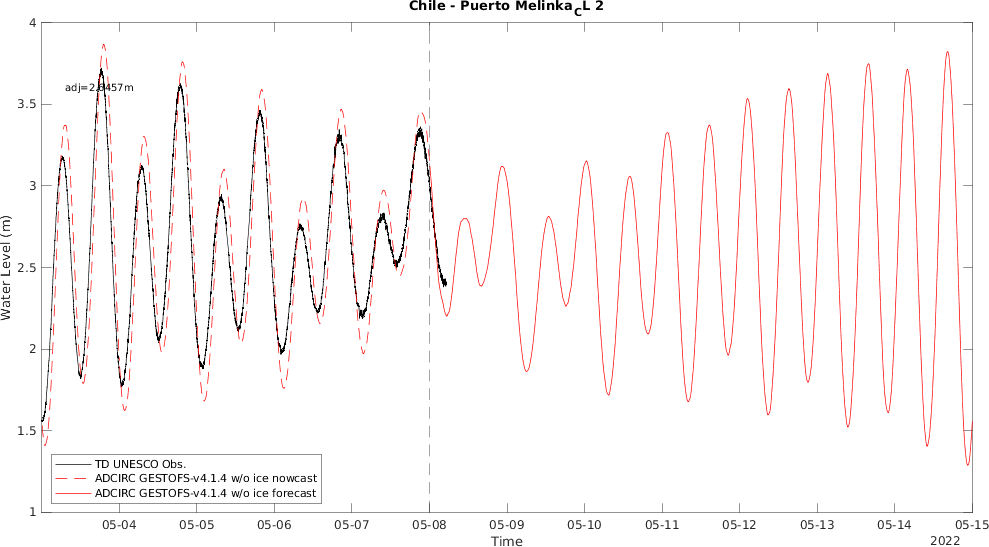 Chile - Puerto Melinka_CL 2
4
3.5
3
2.5
2
1.5
1
Water Level (m)
adj=2.6457m
TD UNESCO Obs.
ADCIRC GESTOFS-v4.1.4 w/o ice nowcast
ADCIRC GESTOFS-v4.1.4 w/o ice forecast
05-04 05-05 05-06 05-07 05-08 05-09 05-10 05-11 05-12 05-13 05-14 05-15
Time
2022